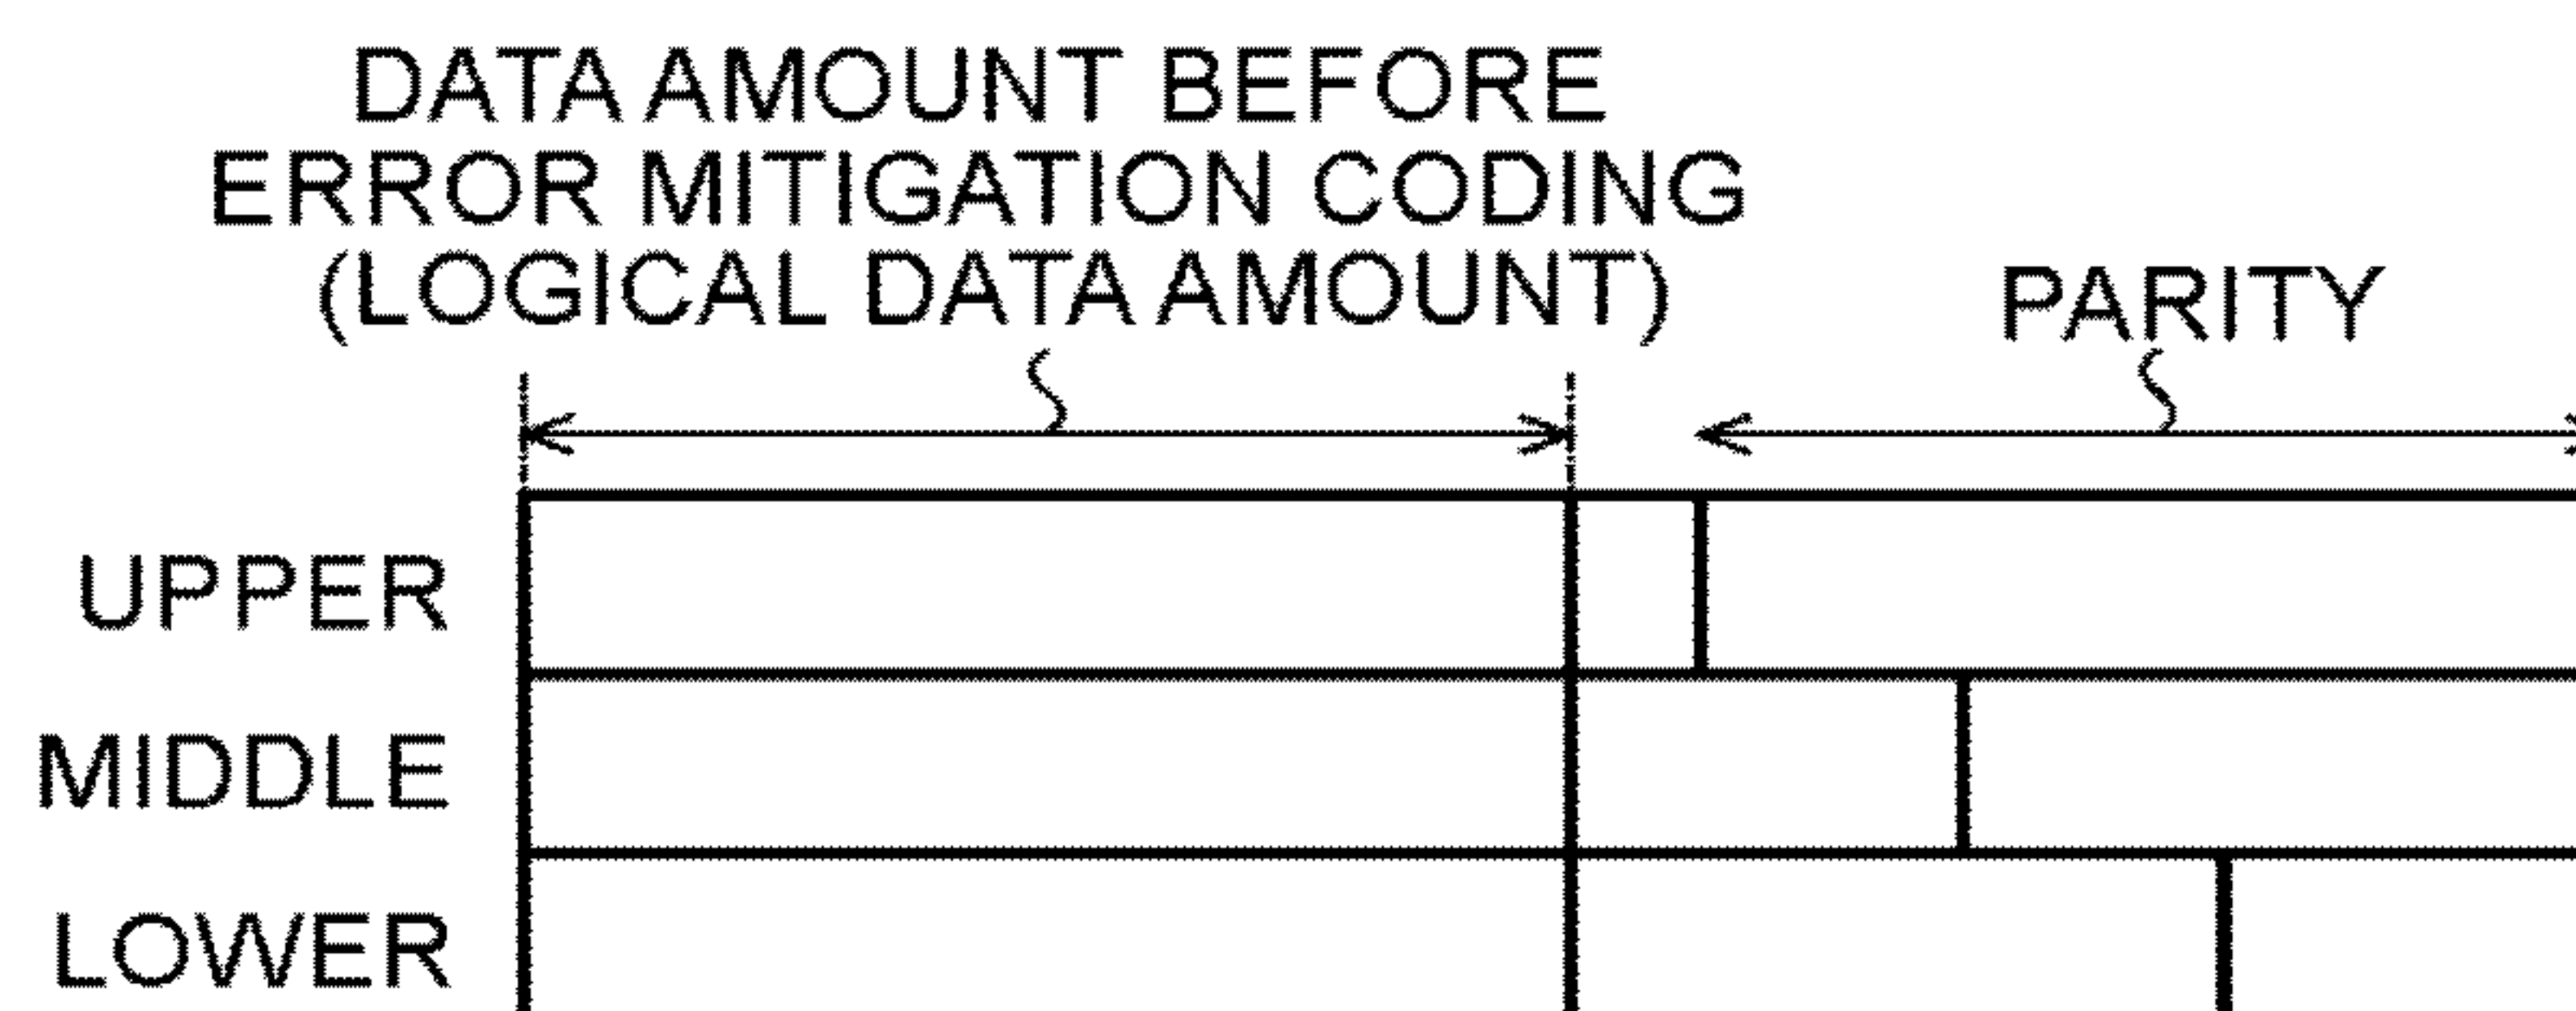 DATA AMOUNT BEFORE
ERROR MITIGATION CODING
(LOGICAL DATA AMOUNT)
PARITY
UPPER
MIDDLE
LOWER